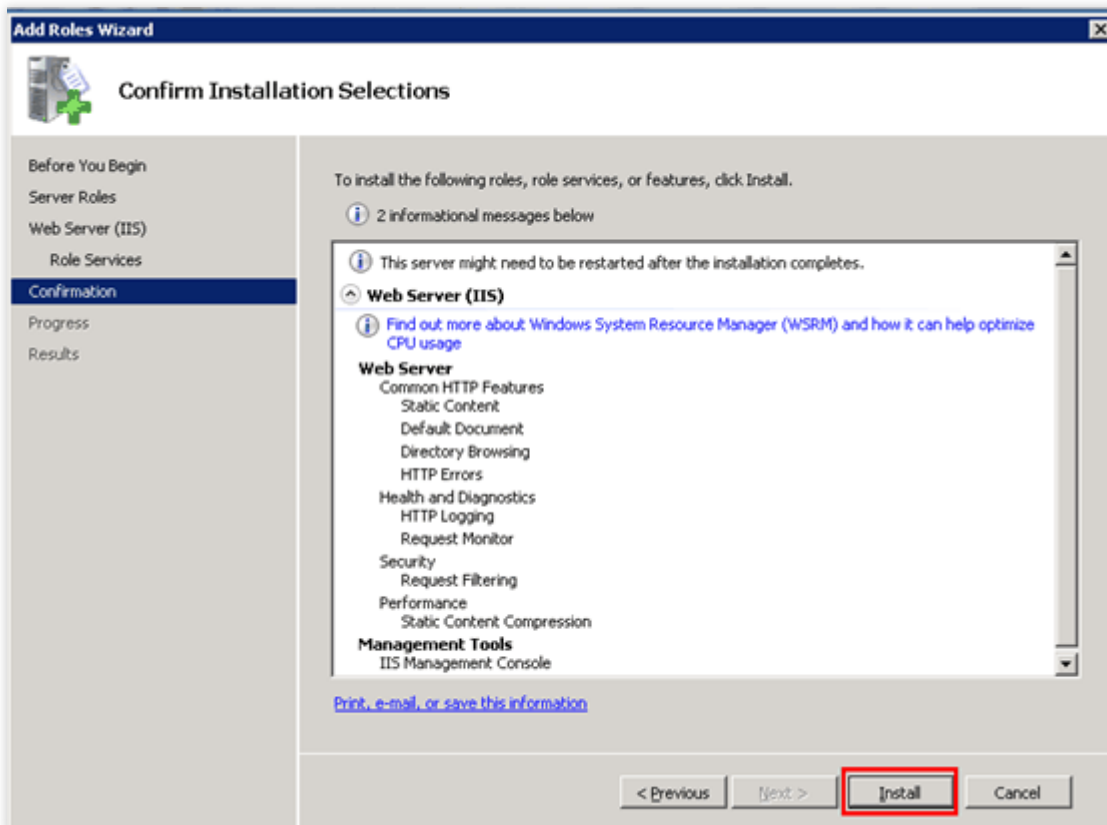 Add Roles Wizard
Confirm Installation Selections
Before You Begin
Server Roles
Web Server (IIS)
Role Services
Confirmation
Progress
Results
To install the following roles, role services, or features, click Install.
2 informational messages below
This server might need to be restarted after the installation completes.
Web Server (IIS)
Find out more about Windows System Resource Manager (WSRM) and how it can help optimize
CPU usage
Web Server
Common HTTP Features
Static Content
Default Document
Directory Browsing
HTTP Errors
Health and Diagnostics
HTTP Logging
Request Monitor
Security
Request Filtering
Performance
Static Content Compression
Management Tools
IIS Management Console
Print, e-mail, or save this information
< Previous
Next >
Install
Cancel